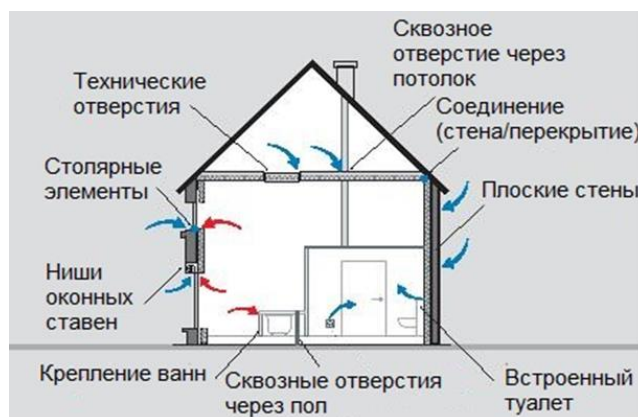 Сквозное
отверстие через
потолок
Технические
отверстия
Соединение
(стена/перекрытие)
Столярные
элементы
Плоские стены
Ниши
оконных
ставен
Крепление ванн
Сквозные отверстия
через пол
Встроенный
туалет